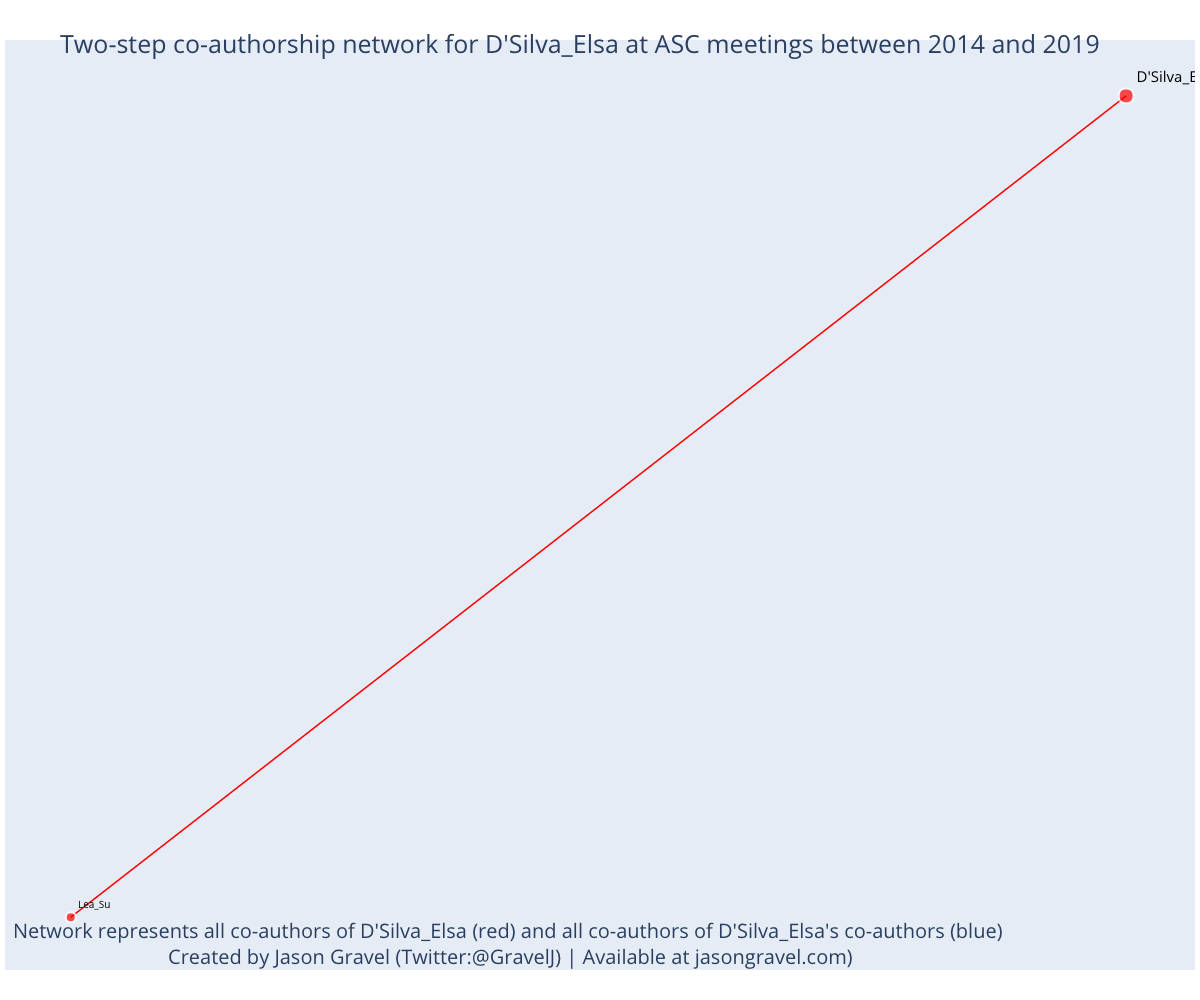 Two-step co-authorship network for D'Silva_Elsa at ASC meetings between 2014 and 2019
D'Silva_E
Lea_Su
Network represents all co-authors of D'Silva_Elsa (red) and all co-authors of D'Silva_Elsa's co-authors (blue)
Created by Jason Gravel (Twitter:@GravelJ) | Available at jasongravel.com)